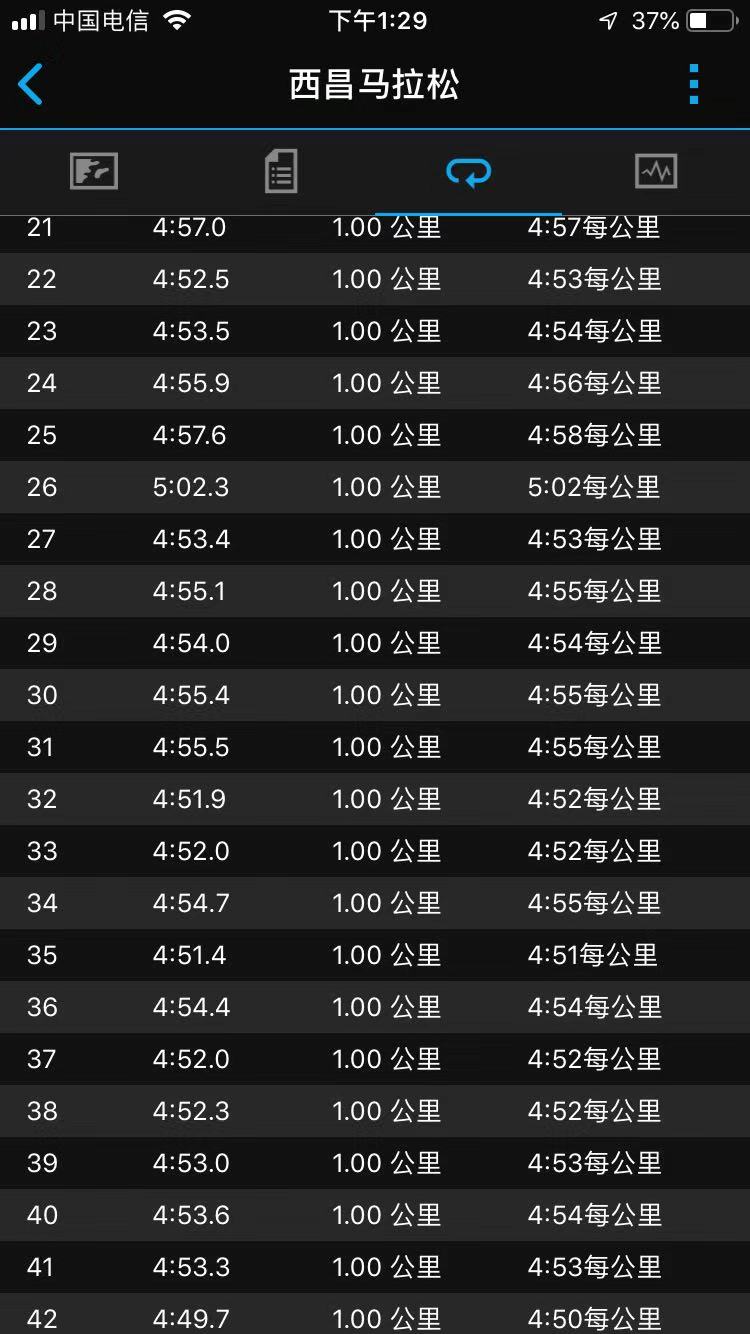 中国电信 下午1:29 37%
西昌马拉松
21 4:57.0 1.00 公里 4:57每公里
22 4:52.5 1.00 公里 4:53每公里
23 4:53.5 1.00 公里 4:54每公里
24 4:55.9 1.00 公里 4:56每公里
25 4:57.6 1.00 公里 4:58每公里
26 5:02.3 1.00 公里 5:02每公里
27 4:53.4 1.00 公里 4:53每公里
28 4:55.1 1.00 公里 4:55每公里
29 4:54.0 1.00 公里 4:54每公里
30 4:55.4 1.00 公里 4:55每公里
31 4:55.5 1.00 公里 4:55每公里
32 4:51.9 1.00 公里 4:52每公里
33 4:52.0 1.00 公里 4:52每公里
34 4:54.7 1.00 公里 4:55每公里
35 4:51.4 1.00 公里 4:51每公里
36 4:54.4 1.00 公里 4:54每公里
37 4:52.0 1.00 公里 4:52每公里
38 4:52.3 1.00 公里 4:52每公里
39 4:53.0 1.00 公里 4:53每公里
40 4:53.6 1.00 公里 4:54每公里
41 4:53.3 1.00 公里 4:53每公里
42 4:49.7 1.00 公里 4:50每公里